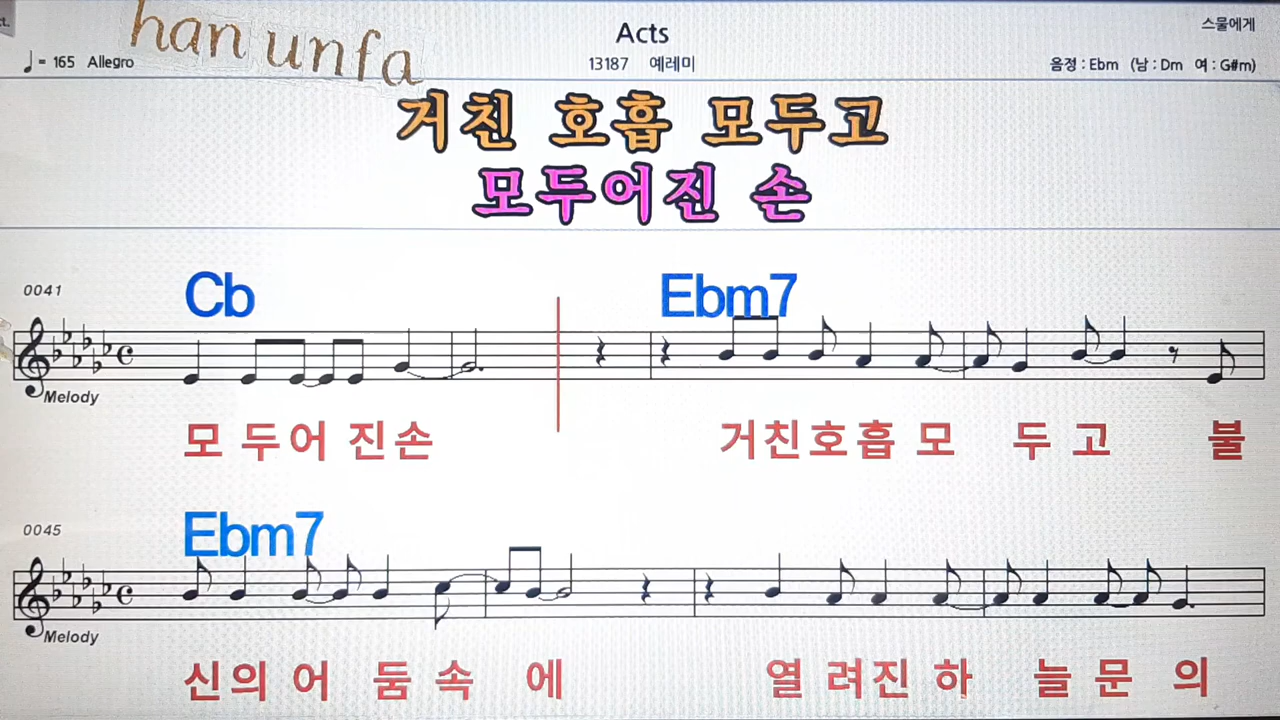 ct.
han unfa
Acts
스물에게
♩= 165 Allegro
13187 예레미
음정 : Ebm (남 : Dm 여 : G#m)
거친 호흡 모두고
모두어진 손
0041
Cb Ebm7
Melody
모 두어 진손 거친호흡 모 두 고 불
0045
Ebm7
Melody
신의 어 둠 속 에 열 려진 하 늘 문 의